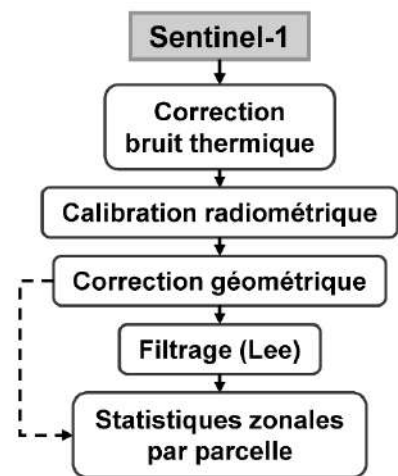 Sentinel-1
Correction
bruit thermique
Calibration radiométrique
Correction géométrique
Filtrage (Lee)
Statistiques zonales
par parcelle